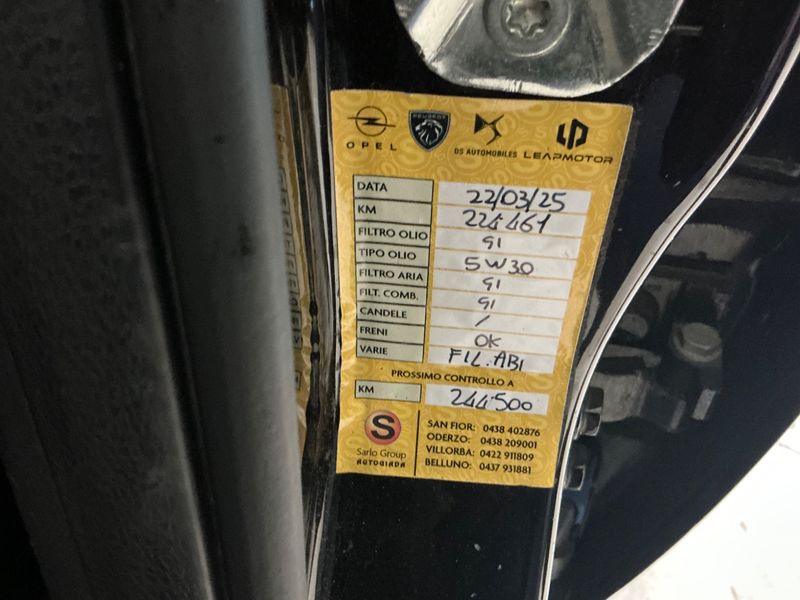 OPEL
PEUGEOT
DS AUTOMOBILES
LEAPMOTOR
DATA 22/03/25
KM 224461
FILTRO OLIO SI
TIPO OLIO 5W30
FILTRO ARIA SI
FILT. COMB. SI
CANDELE /
FRENI OK
VARIE FIL.ABI
PROSSIMO CONTROLLO A
KM 244500
S
Sarlo Group
AUTOGIADA
SAN FIOR: 0438 402876
ODERZO: 0438 209001
VILLORBA: 0422 911809
BELLUNO: 0437 931881